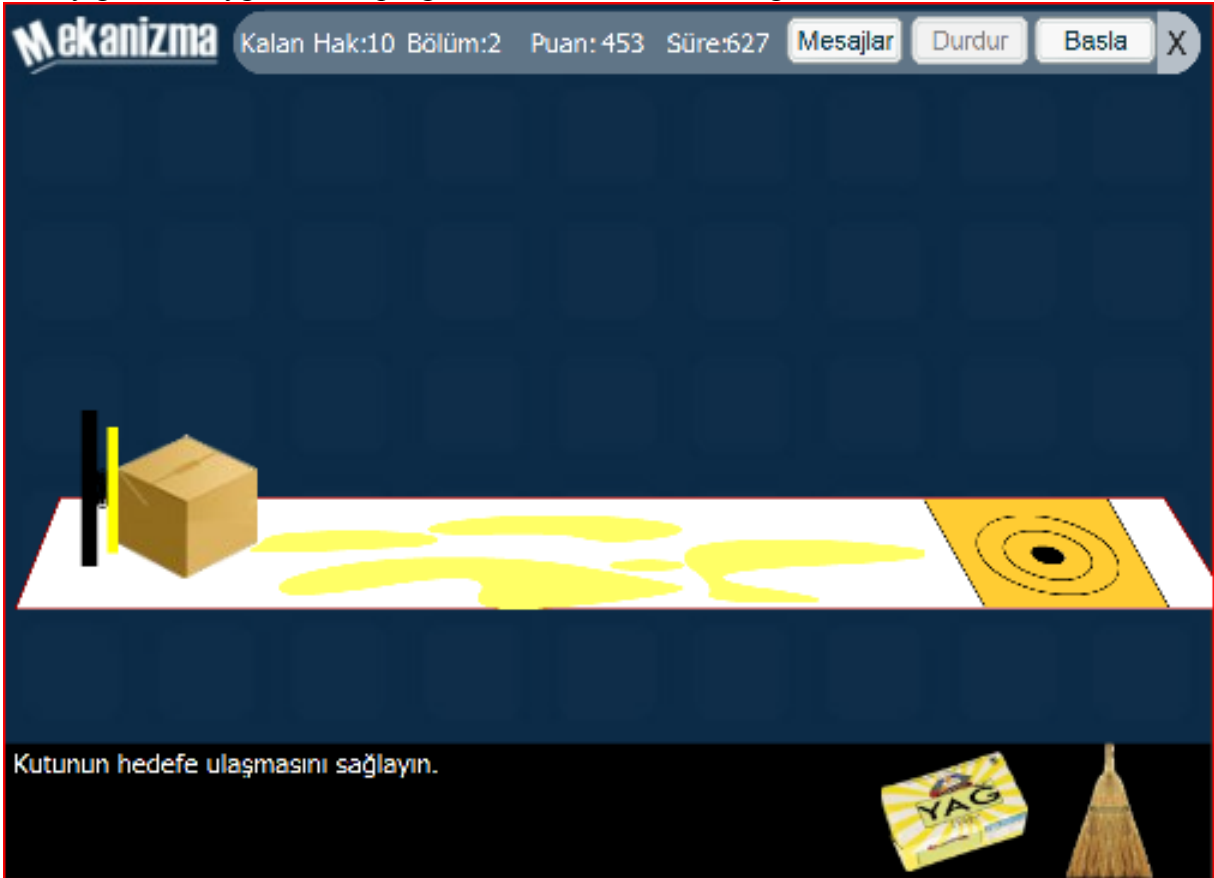 Mekanizma Kalan Hak:10 Bölüm:2 Puan: 453 Süre:627 Mesajlar Durdur Basla X
Kutunun hedefe ulaşmasını sağlayın.
YAĞ